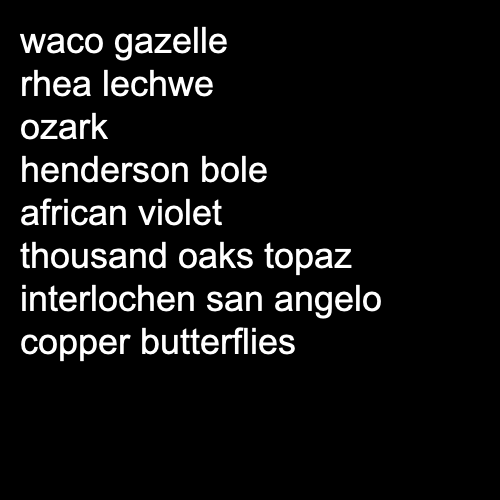 waco gazelle
rhea lechwe
ozark
henderson bole
african violet
thousand oaks topaz
interlochen san angelo
copper butterflies